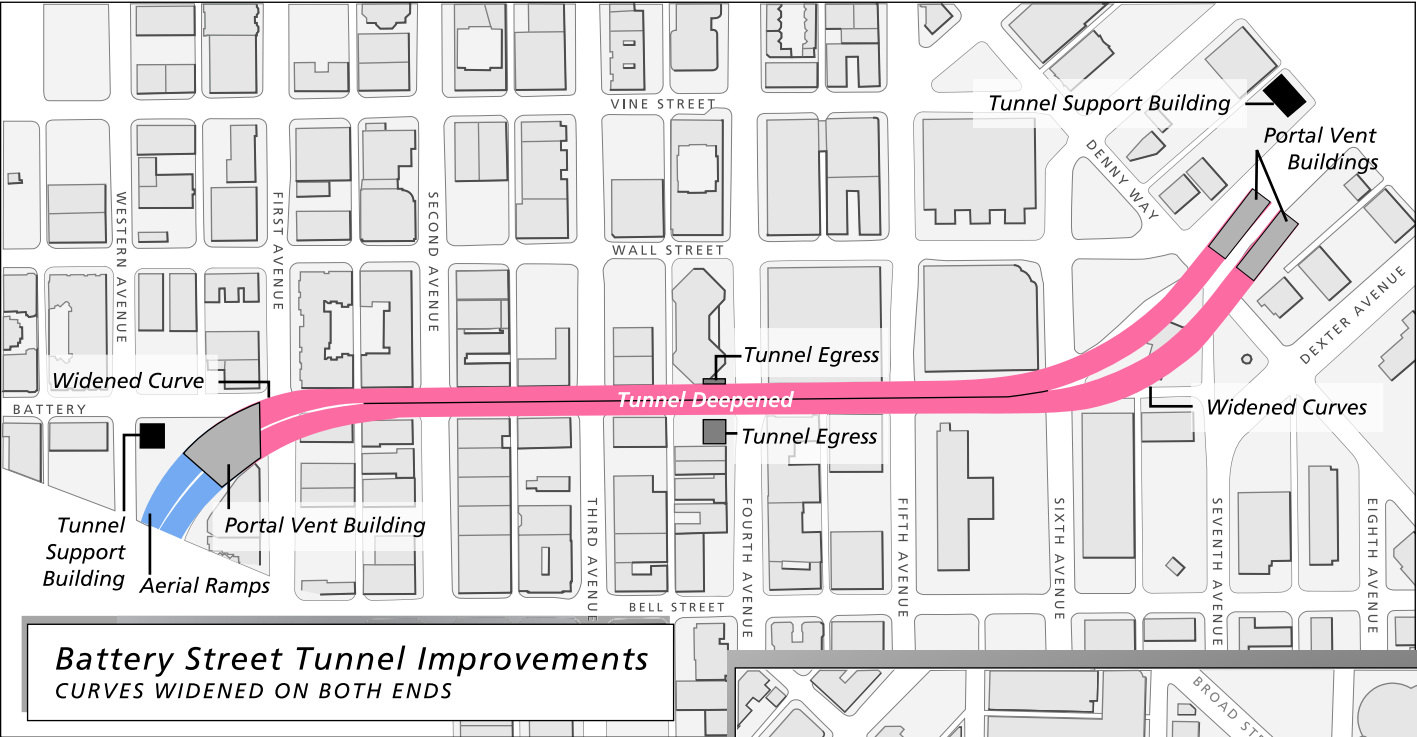 VINE STREET
Tunnel Support Building
Portal Vent
Buildings
DENNY WAY
WESTERN AVENUE
FIRST AVENUE
SECOND AVENUE
WALL STREET
DEXTER AVENUE
Tunnel Egress
Widened Curve
Tunnel Deepened
BATTERY
Widened Curves
Tunnel Egress
Tunnel
Support
Building
Portal Vent Building
Aerial Ramps
THIRD AVENUE
FOURTH AVENUE
FIFTH AVENUE
SIXTH AVENUE
SEVENTH AVENUE
EIGHTH AVENUE
BELL STREET
Battery Street Tunnel Improvements
CURVES WIDENED ON BOTH ENDS
BROAD ST